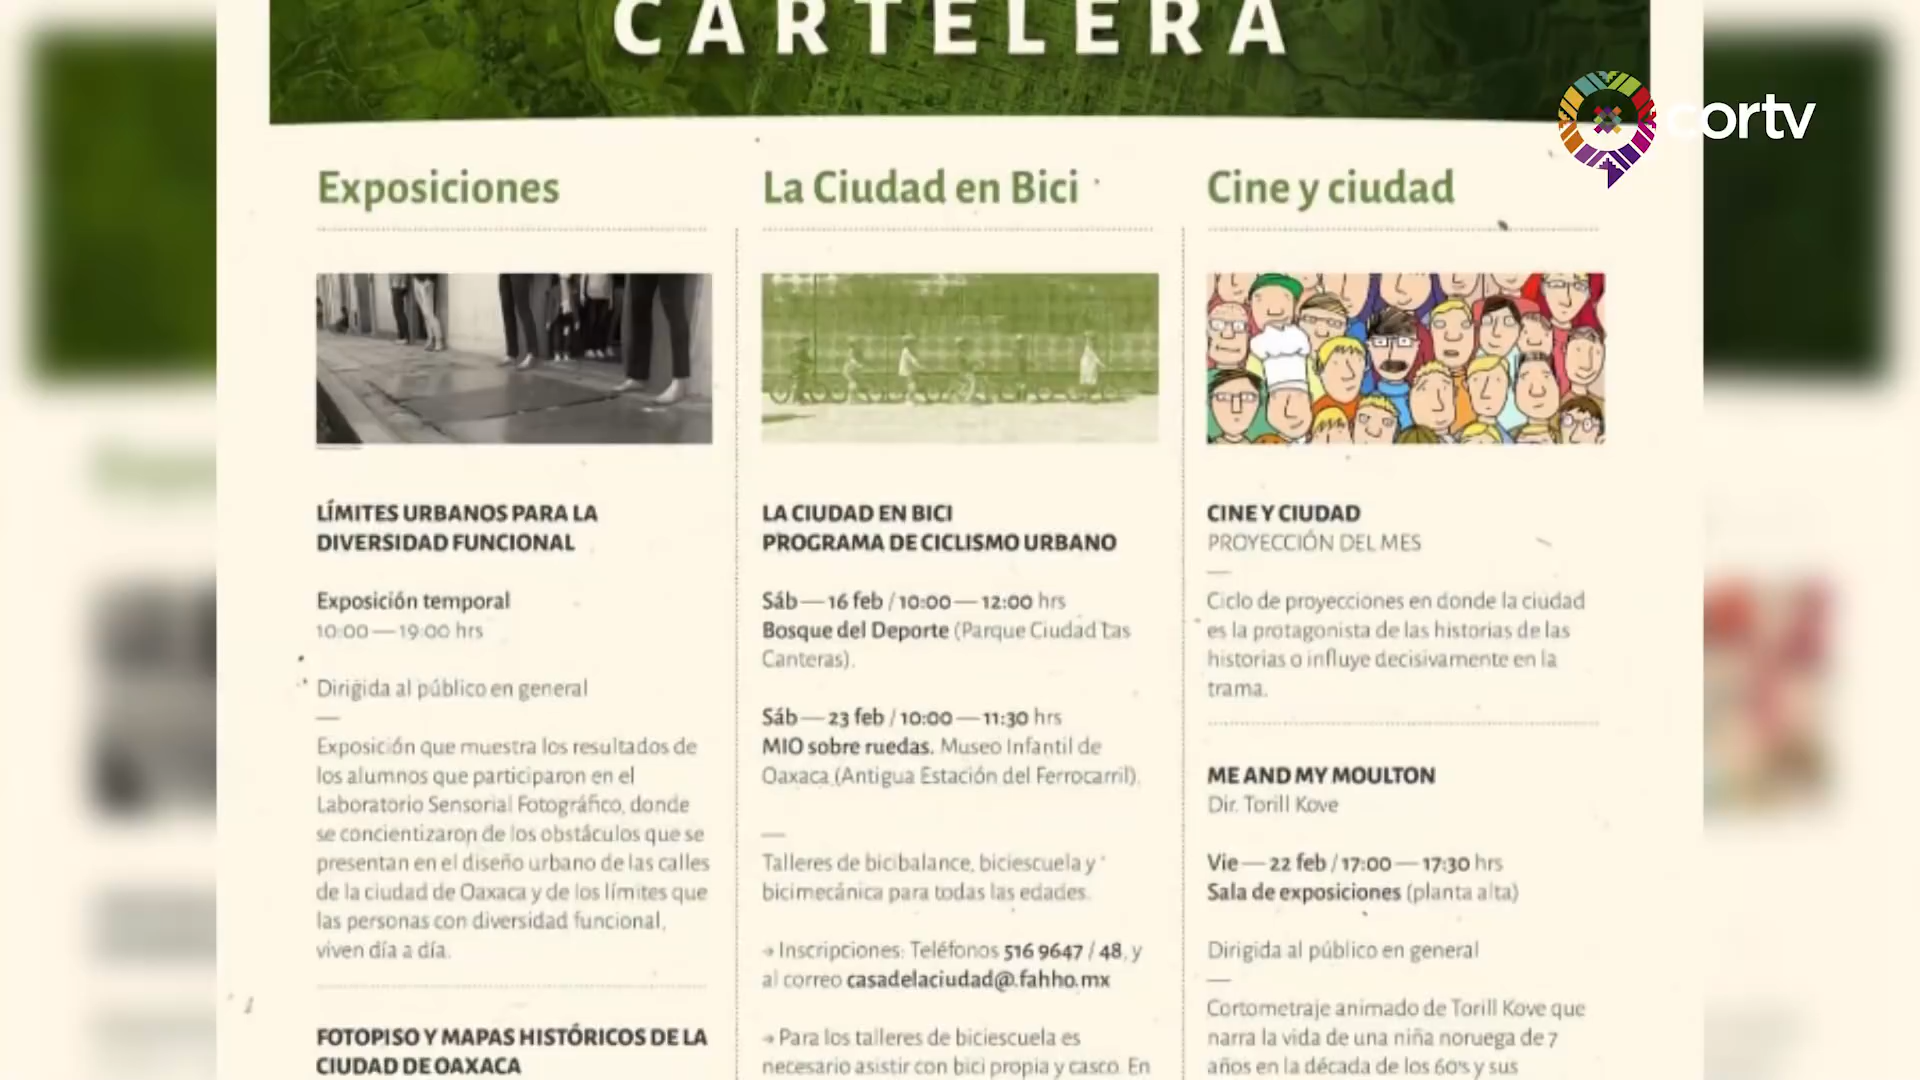 CARTELERA
cortv
Exposiciones
LÍMITES URBANOS PARA LA
DIVERSIDAD FUNCIONAL
Exposición temporal
10:00 — 19:00 hrs
Dirigida al público en general
—
Exposición que muestra los resultados de
los alumnos que participaron en el
Laboratorio Sensorial Fotográfico, donde
se concientizaron de los obstáculos que se
presentan en el diseño urbano de las calles
de la ciudad de Oaxaca y de los límites que
las personas con diversidad funcional,
viven día a día.
FOTOPISO Y MAPAS HISTÓRICOS DE LA
CIUDAD DE OAXACA
La Ciudad en Bici
LA CIUDAD EN BICI
PROGRAMA DE CICLISMO URBANO
Sáb — 16 feb / 10:00 — 12:00 hrs
Bosque del Deporte (Parque Ciudad Las
Canteras).
Sáb — 23 feb / 10:00 — 11:30 hrs
MIO sobre ruedas. Museo Infantil de
Oaxaca (Antigua Estación del Ferrocarril).
—
Talleres de bicibalance, biciescuela y
bicimecánica para todas las edades.
→ Inscripciones: Teléfonos 516 9647 / 48, y
al correo casadelaciudad@fahho.mx
→ Para los talleres de biciescuela es
necesario asistir con bici propia y casco. En
Cine y ciudad
CINE Y CIUDAD
PROYECCIÓN DEL MES
—
Ciclo de proyecciones en donde la ciudad
es la protagonista de las historias de las
historias o influye decisivamente en la
trama.
ME AND MY MOULTON
Dir. Torill Kove
Vie — 22 feb / 17:00 — 17:30 hrs
Sala de exposiciones (planta alta)
Dirigida al público en general
—
Cortometraje animado de Torill Kove que
narra la vida de una niña noruega de 7
años en la década de los 60's y sus